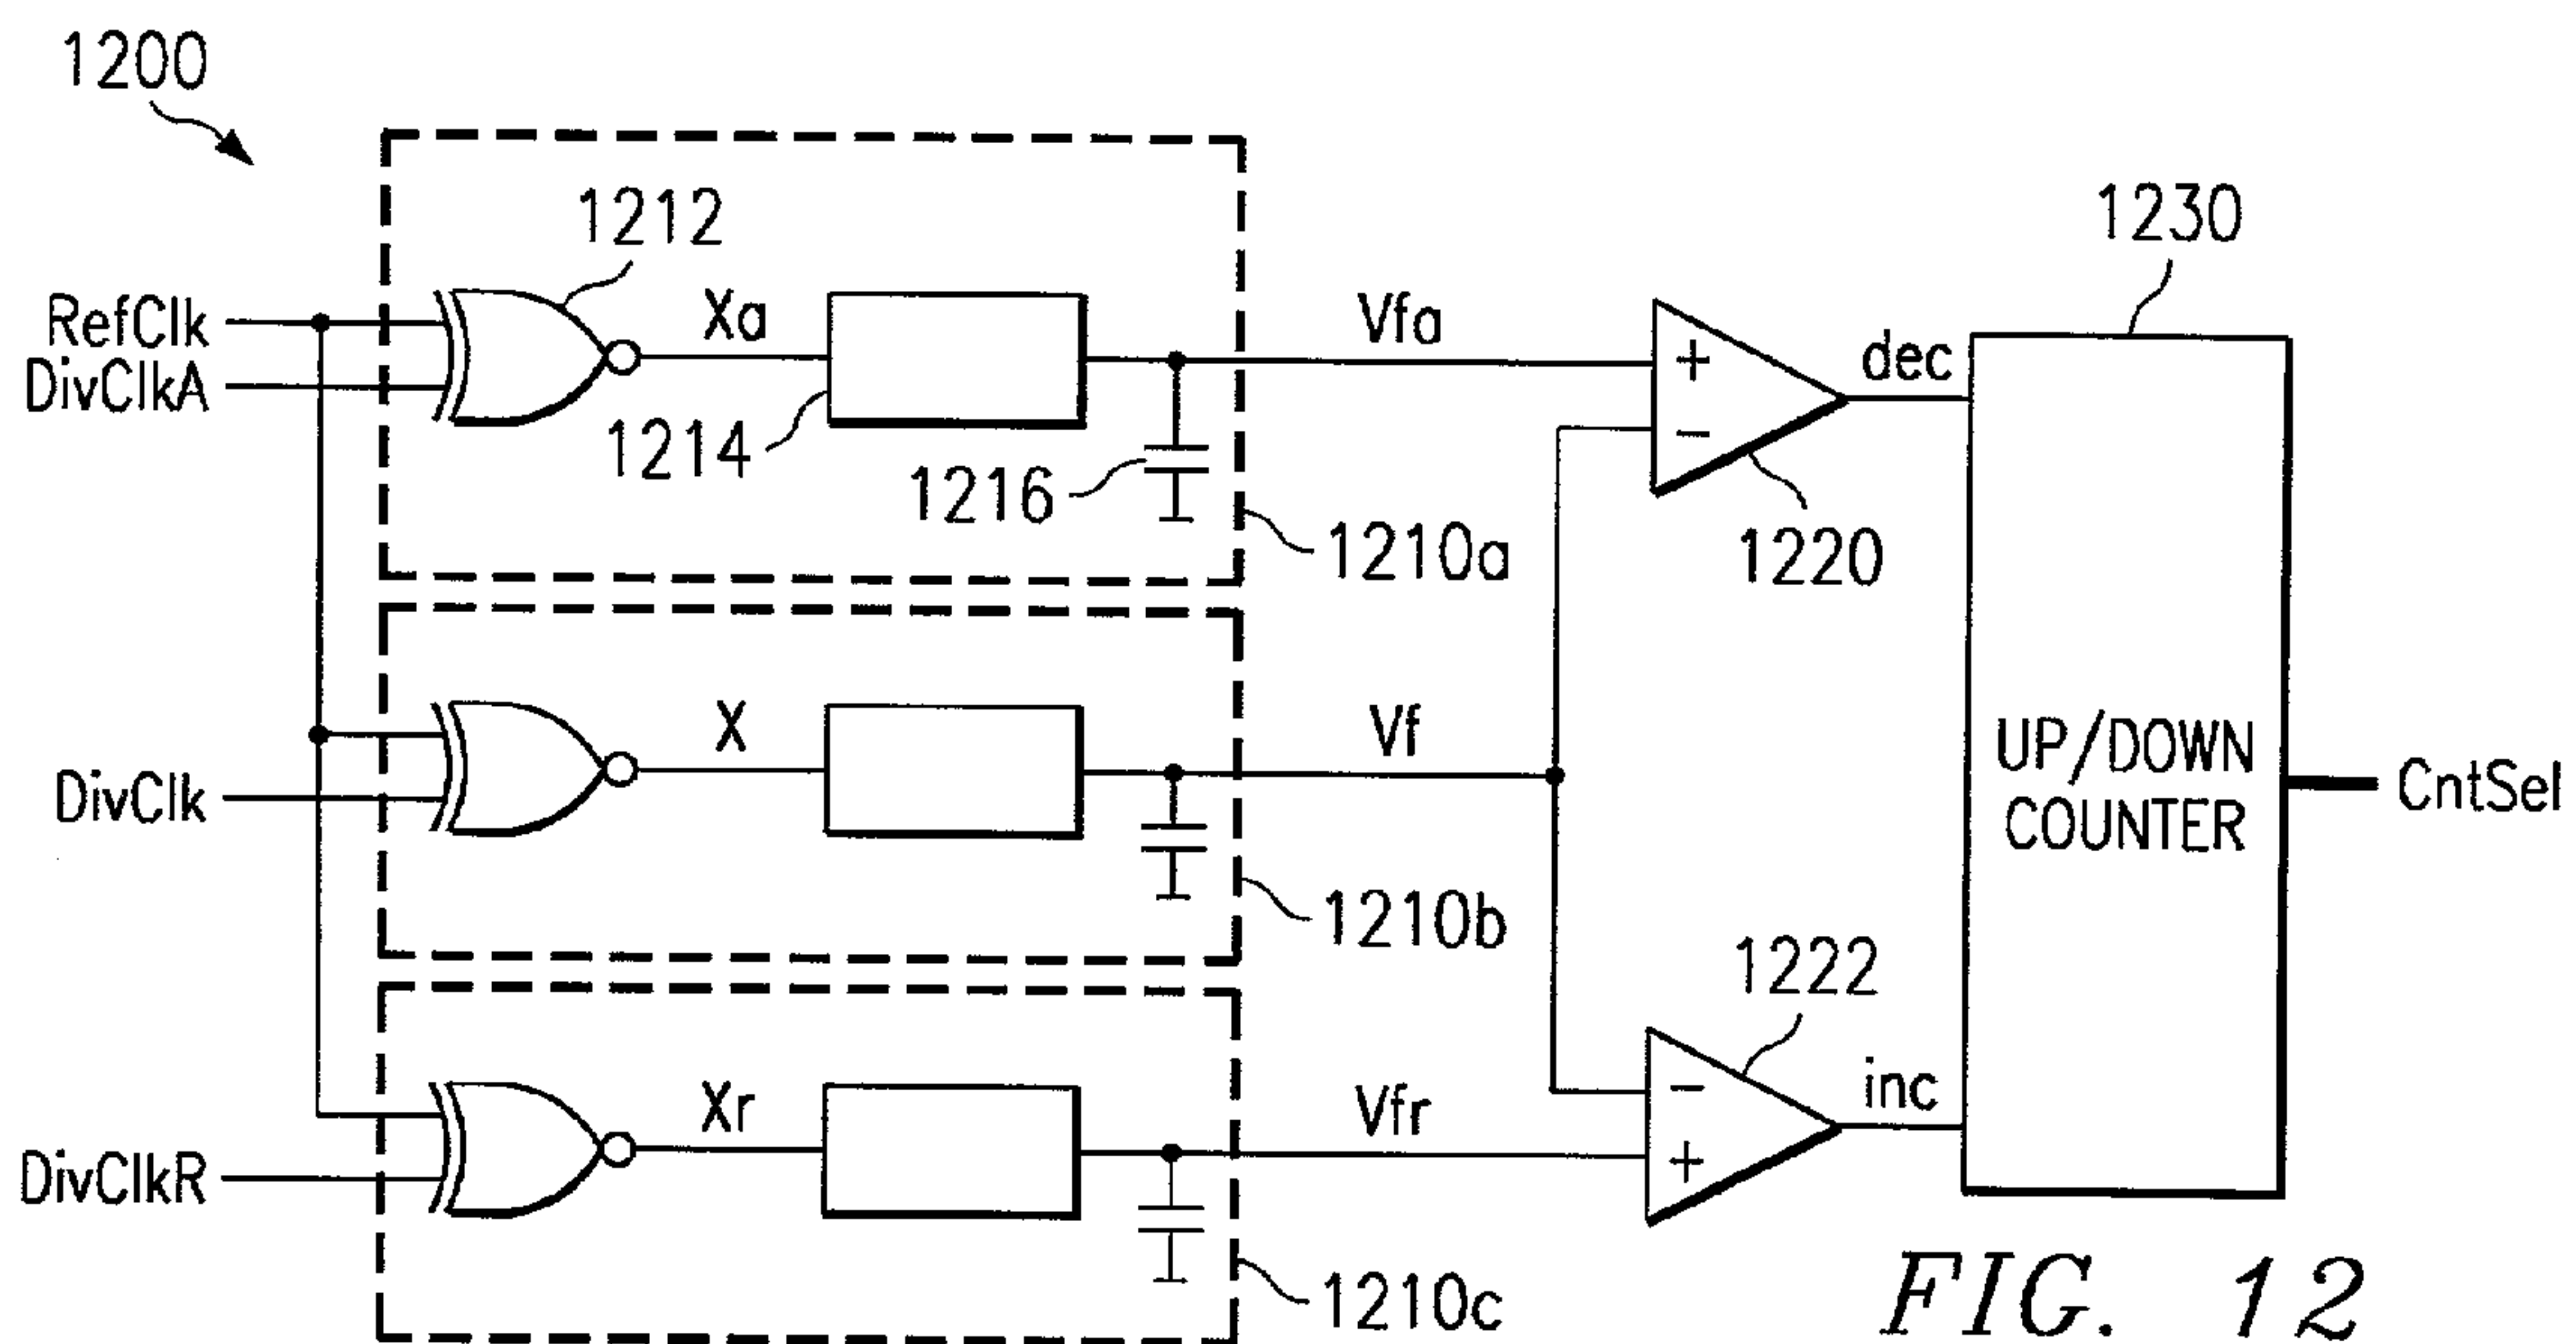 1200
1212
1230
RefClk
Xa
Vfa
+
dec
DivClkA
−
1214
1216
1210a
1220
X
Vf
UP/DOWN
COUNTER
DivClk
CntSel
1210b
1222
Xr
Vfr
−
inc
+
DivClkR
1210c
FIG. 12